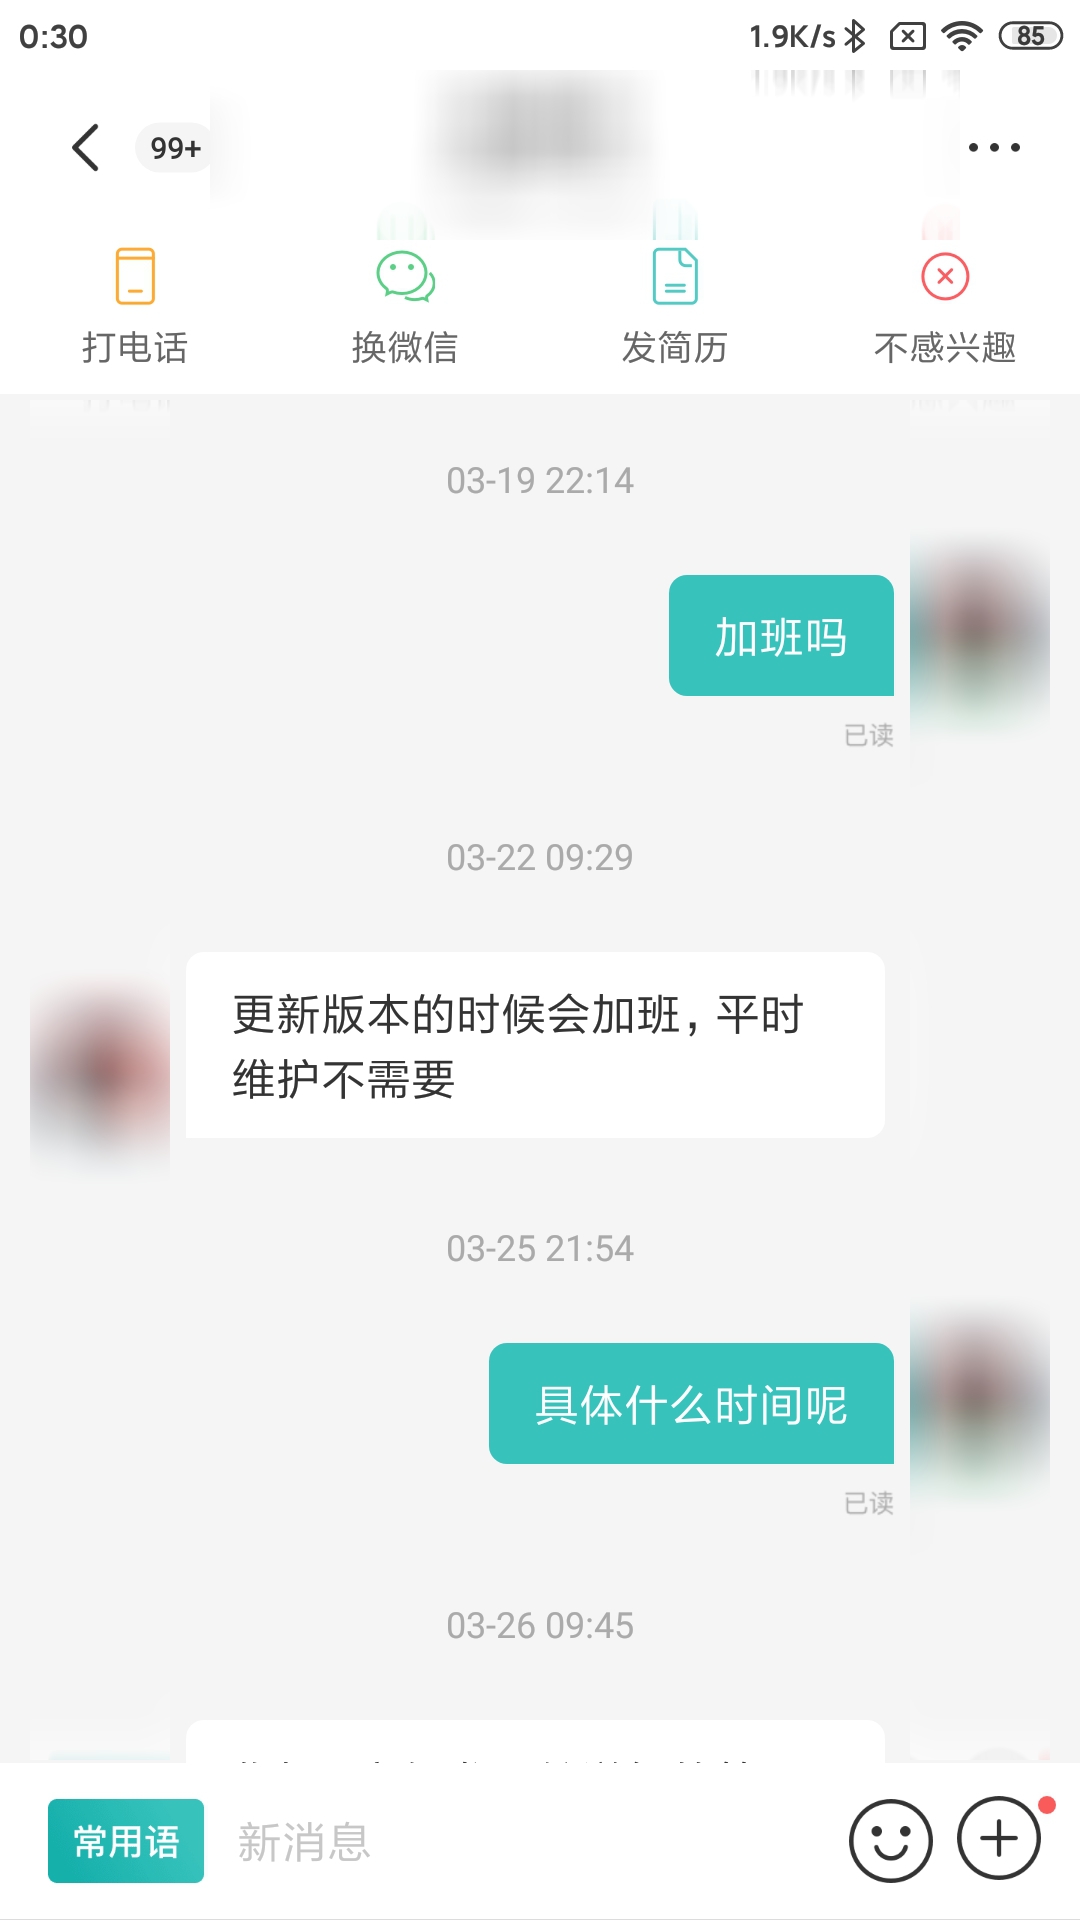 0:30
1.9K/s
85
99+
打电话
换微信
发简历
不感兴趣
03-19 22:14
加班吗
已读
03-22 09:29
更新版本的时候会加班，平时
维护不需要
03-25 21:54
具体什么时间呢
已读
03-26 09:45
常用语
新消息